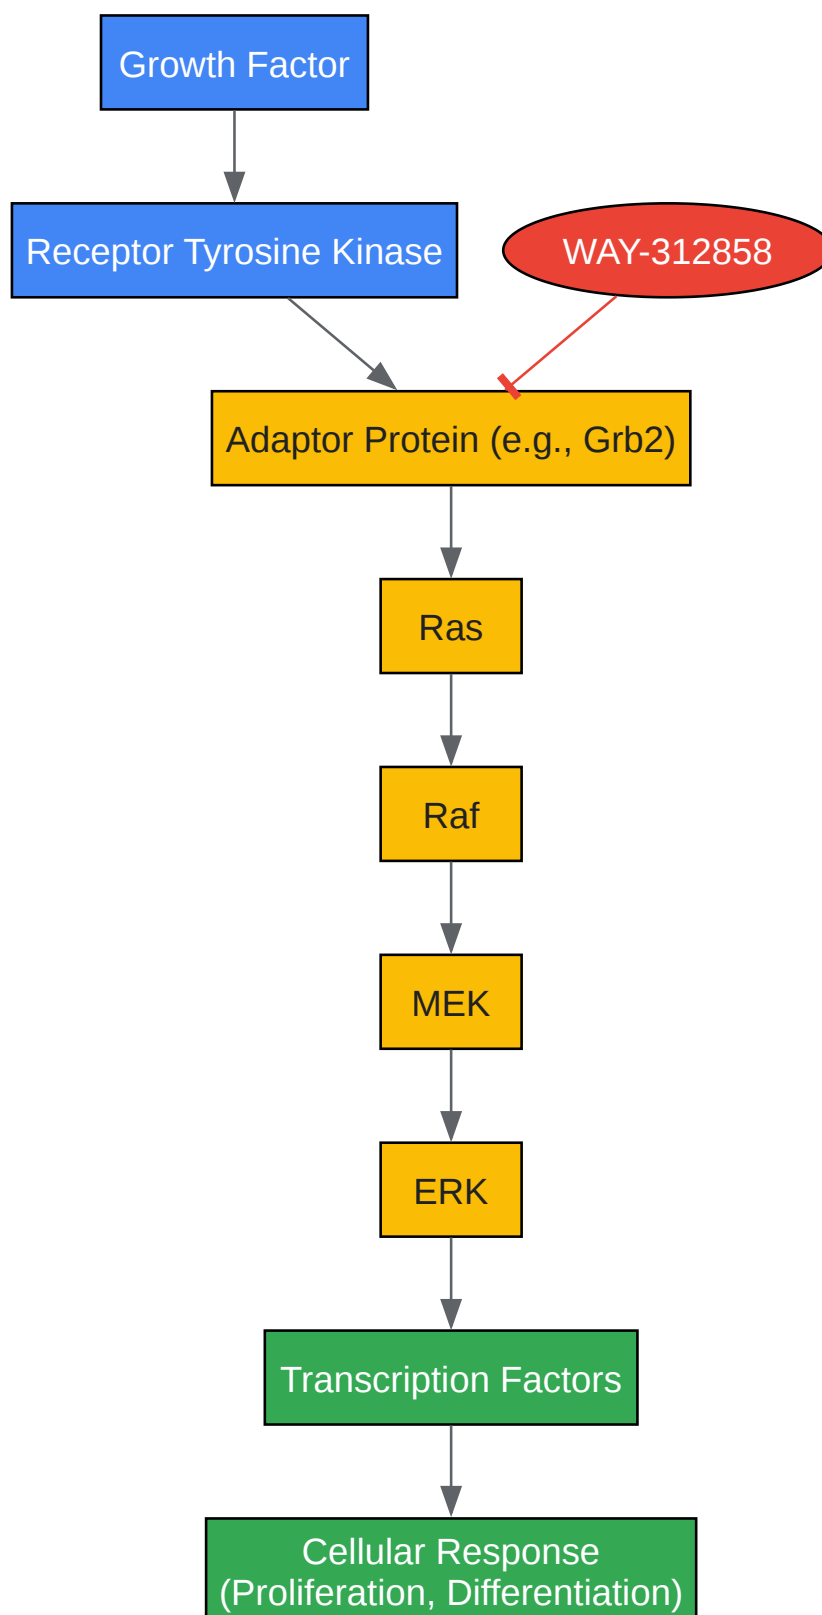 Growth Factor
Receptor Tyrosine Kinase
WAY-312858
Adaptor Protein (e.g., Grb2)
Ras
Raf
MEK
ERK
Transcription Factors
Cellular Response
(Proliferation, Differentiation)